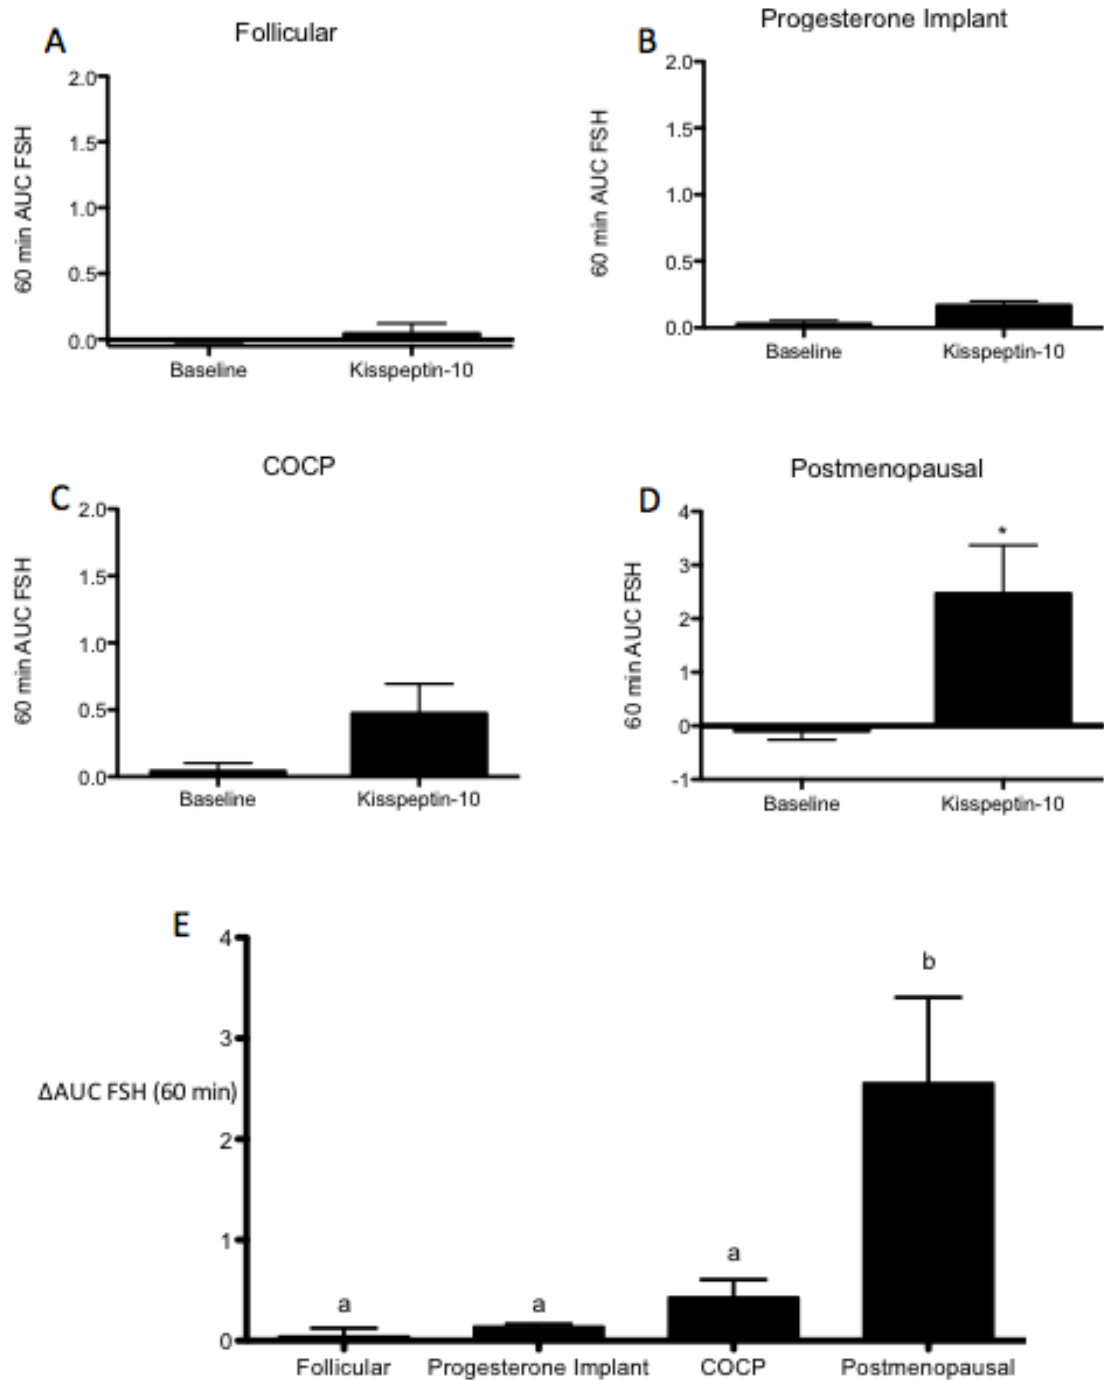 A
Follicular
60 min AUC FSH
2.0
1.5
1.0
0.5
0.0
Baseline
Kisspeptin-10
B
Progesterone Implant
60 min AUC FSH
2.0
1.5
1.0
0.5
0.0
Baseline
Kisspeptin-10
C
COCP
60 min AUC FSH
2.0
1.5
1.0
0.5
0.0
Baseline
Kisspeptin-10
D
Postmenopausal
60 min AUC FSH
4
3
2
1
0
-1
*
Baseline
Kisspeptin-10
E
ΔAUC FSH (60 min)
4
3
2
1
0
a
a
a
b
Follicular
Progesterone Implant
COCP
Postmenopausal